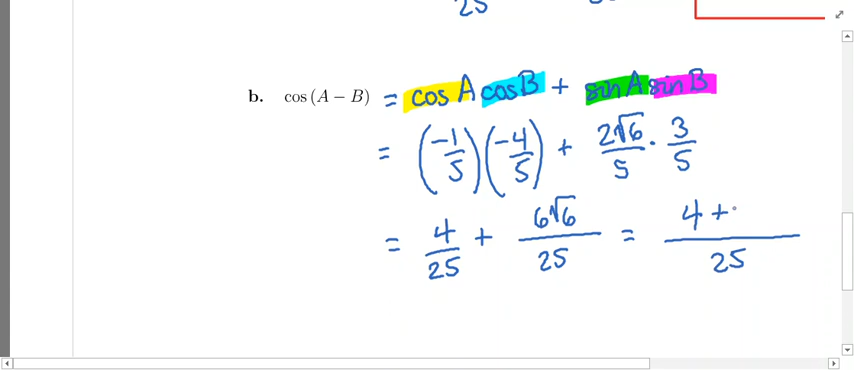 25
b. cos (A − B) = cos A cos B + sin A sin B
= (-1/5)(-4/5) + 2√6/5 · 3/5
= 4/25 + 6√6/25 = 4 + /25